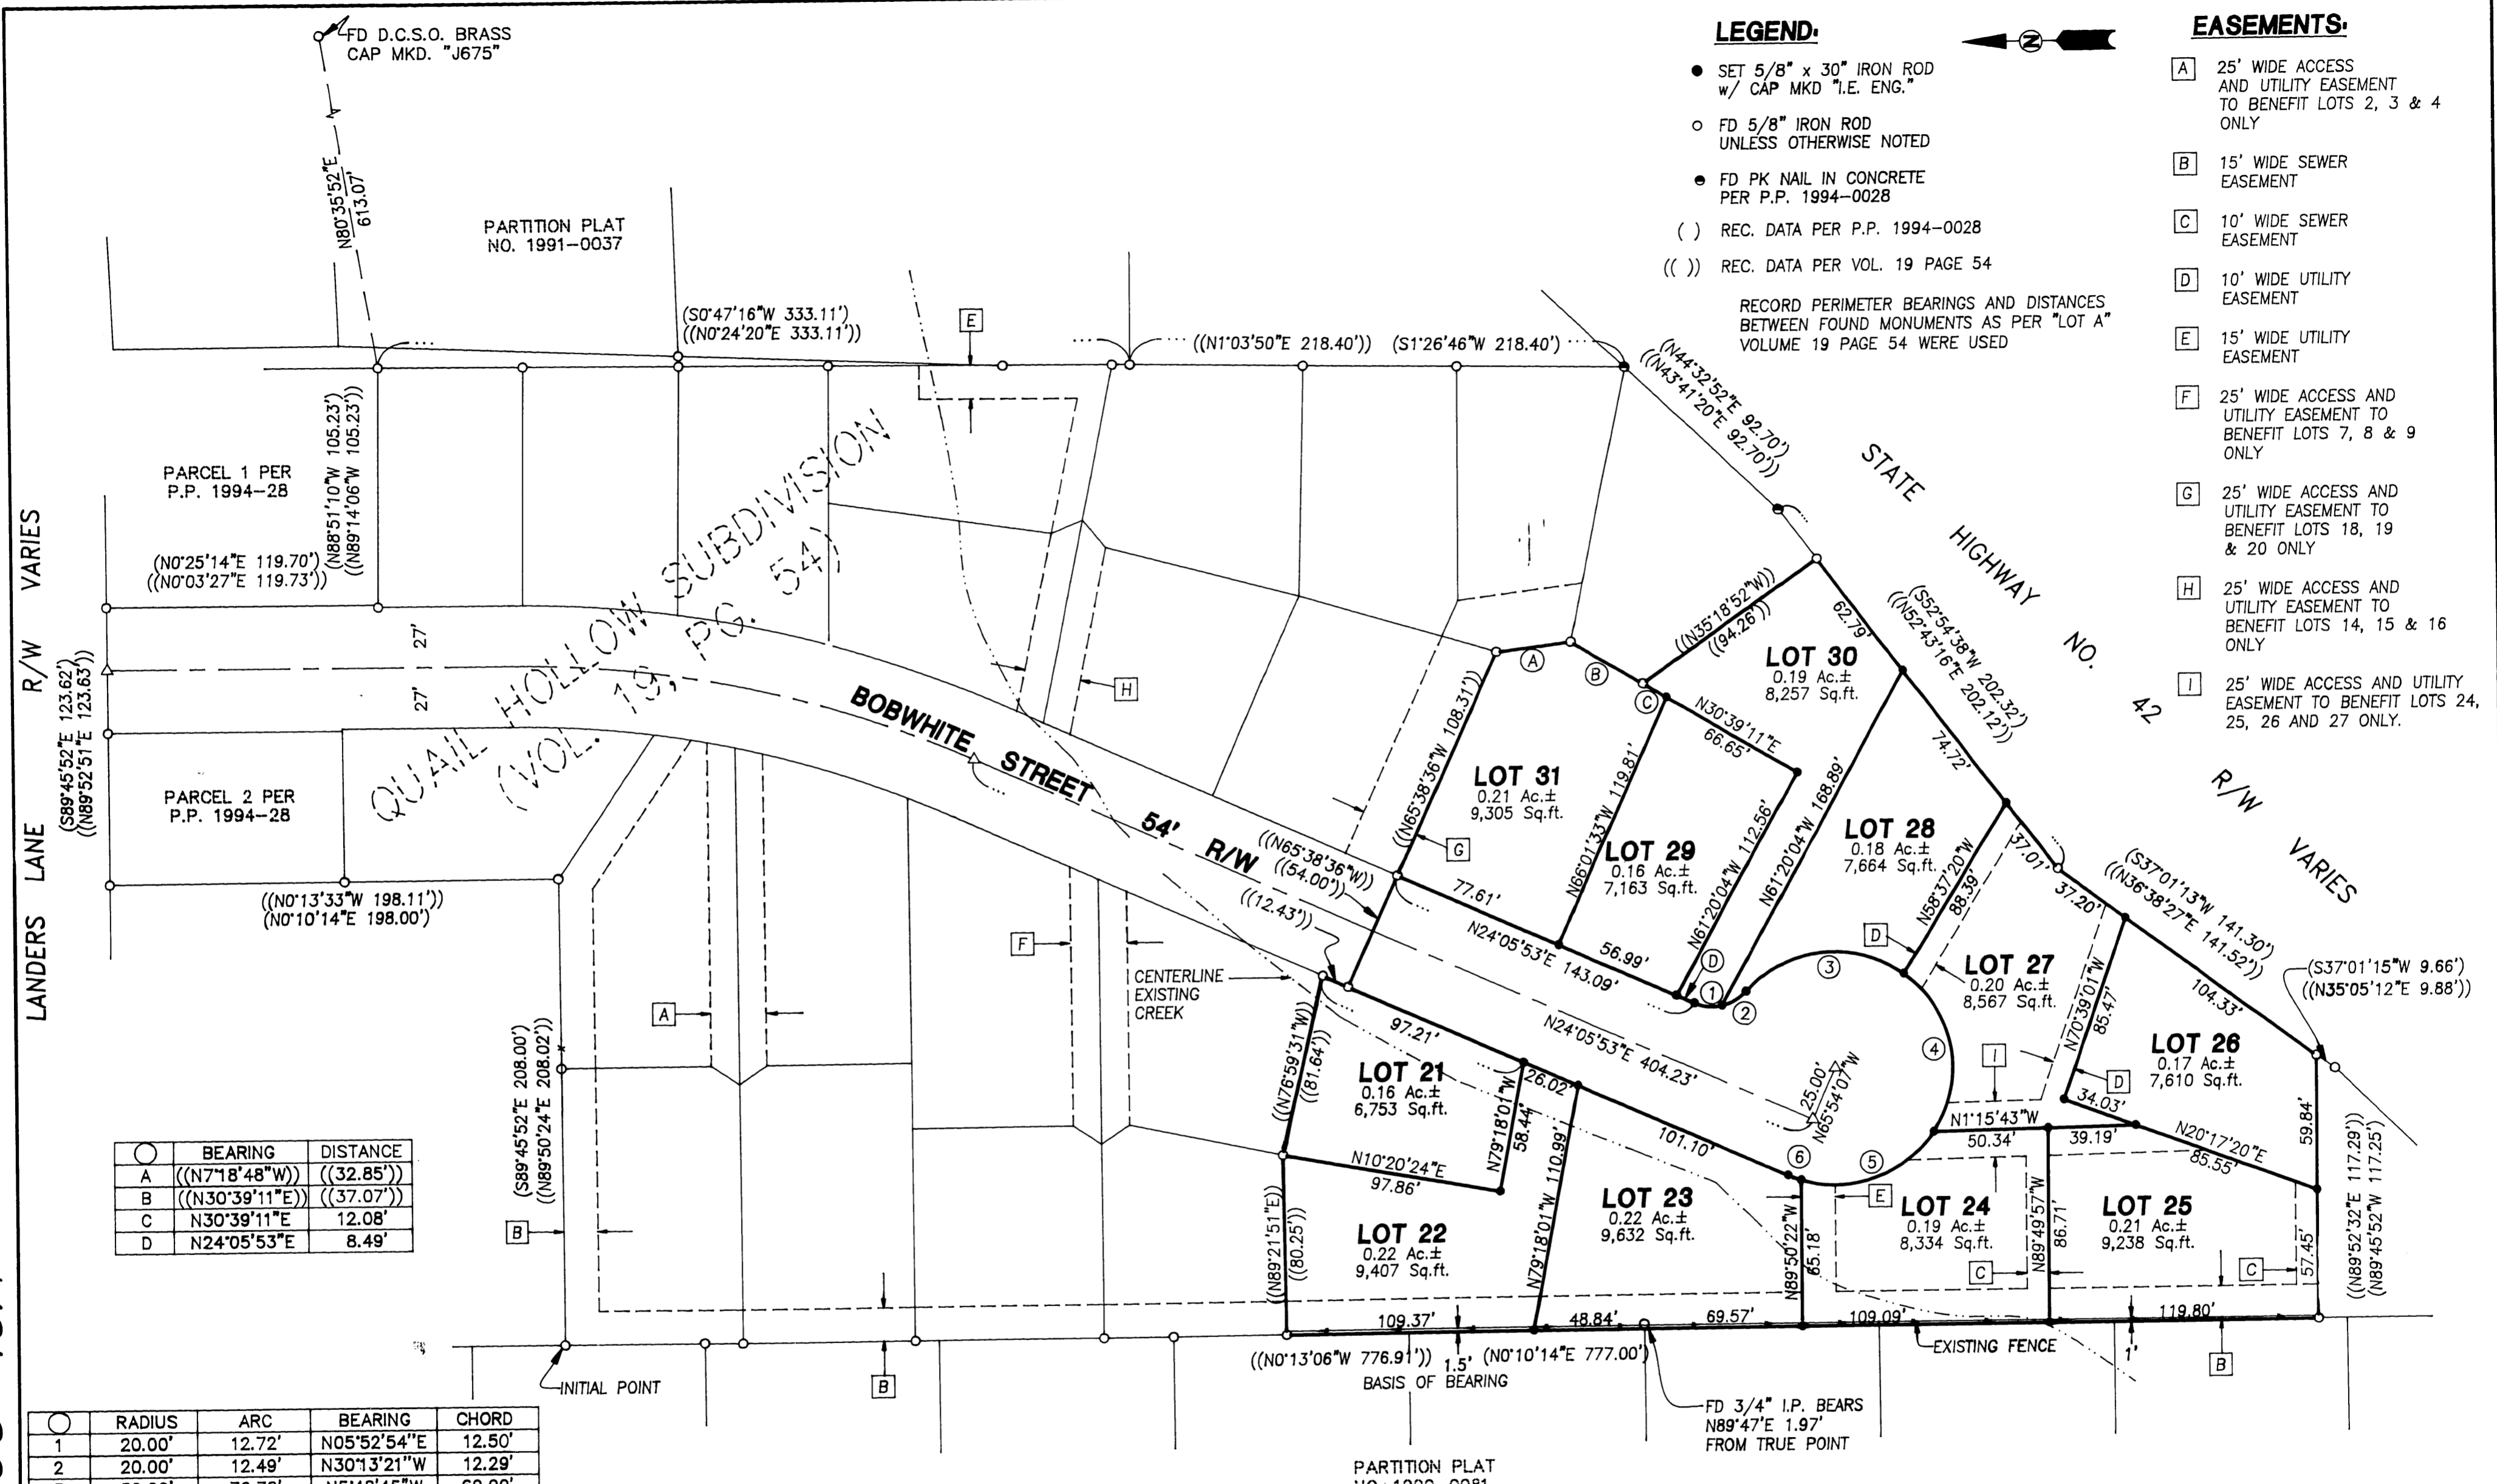 FD D.C.S.O. BRASS
CAP MKD. "J675"
N80°35'52"E
613.07'
PARTITION PLAT
NO. 1991-0037
LEGEND:
SET 5/8" x 30" IRON ROD
w/ CAP MKD "I.E. ENG."
FD 5/8" IRON ROD
UNLESS OTHERWISE NOTED
FD PK NAIL IN CONCRETE
PER P.P. 1994-0028
( ) REC. DATA PER P.P. 1994-0028
(( )) REC. DATA PER VOL. 19 PAGE 54
RECORD PERIMETER BEARINGS AND DISTANCES
BETWEEN FOUND MONUMENTS AS PER "LOT A"
VOLUME 19 PAGE 54 WERE USED
N
EASEMENTS:
A 25' WIDE ACCESS
AND UTILITY EASEMENT
TO BENEFIT LOTS 2, 3 & 4
ONLY
B 15' WIDE SEWER
EASEMENT
C 10' WIDE SEWER
EASEMENT
D 10' WIDE UTILITY
EASEMENT
E 15' WIDE UTILITY
EASEMENT
F 25' WIDE ACCESS AND
UTILITY EASEMENT TO
BENEFIT LOTS 7, 8 & 9
ONLY
G 25' WIDE ACCESS AND
UTILITY EASEMENT TO
BENEFIT LOTS 18, 19
& 20 ONLY
H 25' WIDE ACCESS AND
UTILITY EASEMENT TO
BENEFIT LOTS 14, 15 & 16
ONLY
I 25' WIDE ACCESS AND UTILITY
EASEMENT TO BENEFIT LOTS 24,
25, 26 AND 27 ONLY.
(S0°47'16"W 333.11')
((N0°24'20"E 333.11'))
E
((N1°03'50"E 218.40')) (S1°26'46"W 218.40')
(N44°32'52"E 92.70')
((N43°41'20"E 92.70'))
STATE HIGHWAY NO. 42
R/W VARIES
PARCEL 1 PER
P.P. 1994-28
(N88°51'10"W 105.23')
((N89°14'06"W 105.23'))
(N0°25'14"E 119.70')
((N0°03'27"E 119.73'))
LANDERS LANE R/W VARIES
(S89°45'52"E 123.62')
((N89°52'51"E 123.63'))
27'
27'
QUAIL HOLLOW SUBDIVISION
(VOL. 19, PG. 54)
BOBWHITE STREET 54' R/W
H
PARCEL 2 PER
P.P. 1994-28
((N0°13'33"W 198.11'))
(N0°10'14"E 198.00')
A
B
C
((N35°18'52"W))
((94.26'))
62.79'
(S52°54'38"W 202.32')
((N52°43'16"E 202.12'))
LOT 30
0.19 Ac.±
8,257 Sq.ft.
N30°39'11"E
66.65'
74.72'
((N65°38'36"W 108.31'))
LOT 31
0.21 Ac.±
9,305 Sq.ft.
G
N66°01'33"W 119.81'
LOT 29
0.16 Ac.±
7,163 Sq.ft.
N61°20'04"W 112.56'
N61°20'04"W 168.89'
LOT 28
0.18 Ac.±
7,664 Sq.ft.
N58°37'20"W
88.39'
37.01'
37.20'
(S37°01'13"W 141.30')
((N36°38'27"E 141.52'))
((N65°38'36"W))
((54.00'))
((12.43'))
77.61'
N24°05'53"E 143.09'
56.99'
D
1
2
3
4
5
6
D
LOT 27
0.20 Ac.±
8,567 Sq.ft.
N70°39'01"W
85.47'
104.33'
(S37°01'15"W 9.66')
((N35°05'12"E 9.88'))
LOT 26
0.17 Ac.±
7,610 Sq.ft.
D
I
34.03'
59.84'
F
CENTERLINE
EXISTING
CREEK
A
(S89°45'52"E 208.00')
((N89°50'24"E 208.02'))
B
97.21'
N24°05'53"E 404.23'
25.00'
N65°54'07"W
((N76°59'31"W))
((81.64'))
LOT 21
0.16 Ac.±
6,753 Sq.ft.
26.02'
N79°18'01"W
58.44'
N10°20'24"E
97.86'
101.10'
N1°15'43"W
50.34'
39.19'
N20°17'20"E
85.55'
((N89°21'51"E))
((80.25'))
LOT 22
0.22 Ac.±
9,407 Sq.ft.
N79°18'01"W 110.99'
LOT 23
0.22 Ac.±
9,632 Sq.ft.
N89°50'22"W
65.18'
E
LOT 24
0.19 Ac.±
8,334 Sq.ft.
C
N89°49'57"W
86.71'
LOT 25
0.21 Ac.±
9,238 Sq.ft.
C
57.45'
((N89°52'32"E 117.29'))
(N89°45'52"W 117.25')
109.37'
48.84'
69.57'
109.09'
119.80'
((N0°13'06"W 776.91')) 1.5' (N0°10'14"E 777.00')
BASIS OF BEARING
EXISTING FENCE
1'
B
B
INITIAL POINT
FD 3/4" I.P. BEARS
N89°47'E 1.97'
FROM TRUE POINT
PARTITION PLAT
BEARING DISTANCE
A ((N7°18'48"W)) ((32.85'))
B ((N30°39'11"E)) ((37.07'))
C N30°39'11"E 12.08'
D N24°05'53"E 8.49'
RADIUS ARC BEARING CHORD
1 20.00' 12.72' N05°52'54"E 12.50'
2 20.00' 12.49' N30°13'21"W 12.29'